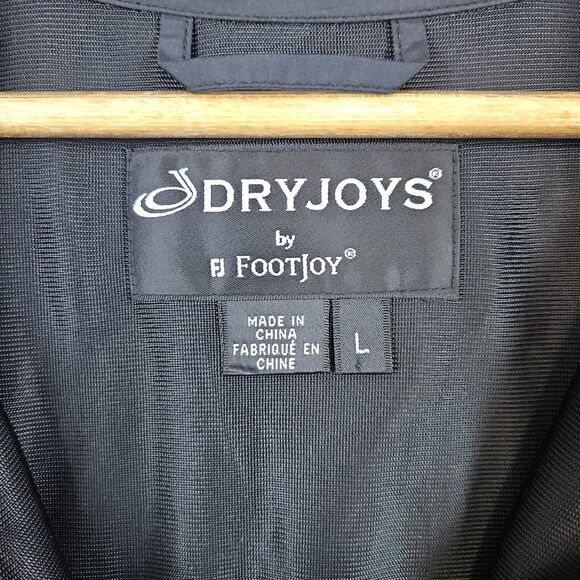 DRYJOYS®
by
FJ FOOTJOY®
MADE IN
CHINA
FABRIQUÉ EN
CHINE
L